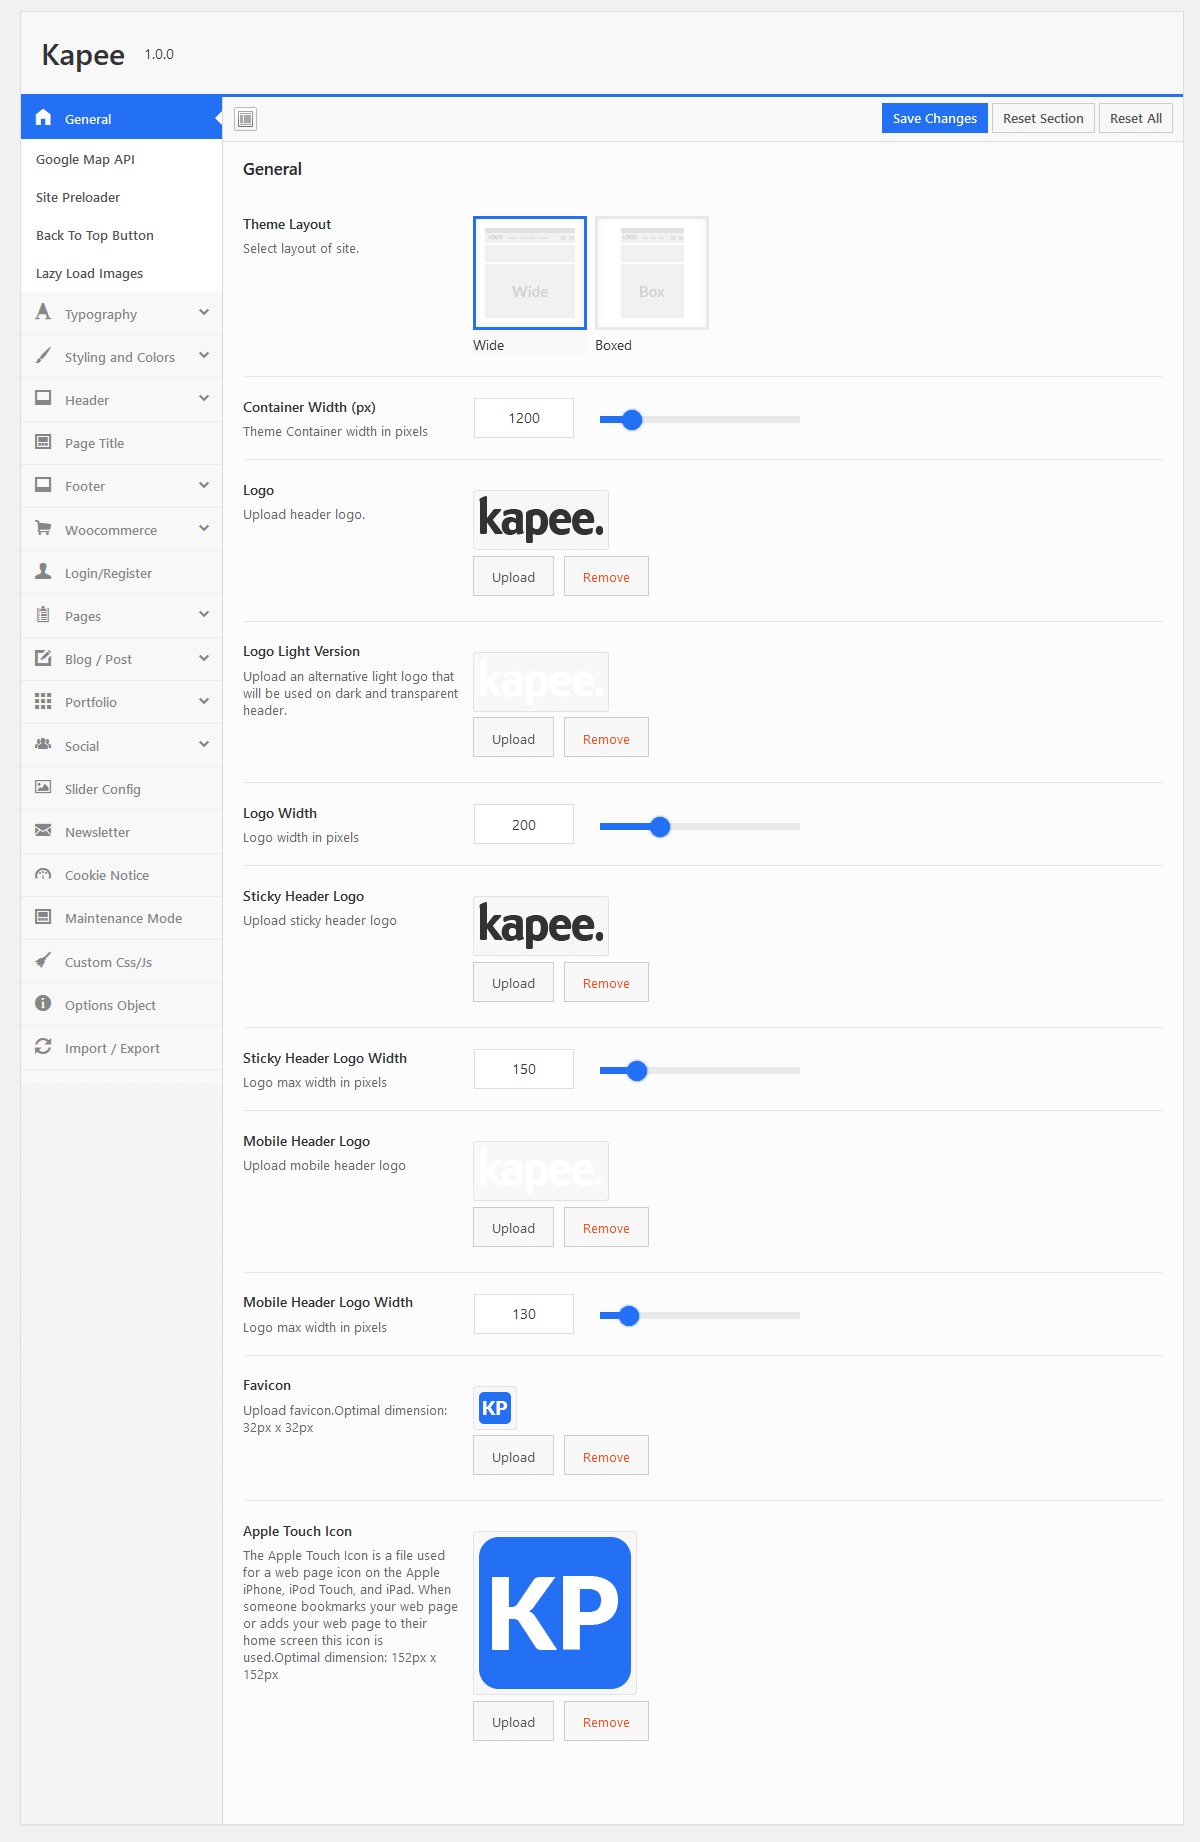 Kapee 1.0.0
General
Google Map API
Site Preloader
Back To Top Button
Lazy Load Images
Typography
Styling and Colors
Header
Page Title
Footer
Woocommerce
Login/Register
Pages
Blog / Post
Portfolio
Social
Slider Config
Newsletter
Cookie Notice
Maintenance Mode
Custom Css/Js
Options Object
Import / Export
Save Changes Reset Section Reset All
General
Theme Layout
Select layout of site.
LOGO
Wide
LOGO
Box
Wide Boxed
Container Width (px)
Theme Container width in pixels
1200
Logo
Upload header logo.
kapee.
Upload Remove
Logo Light Version
Upload an alternative light logo that
will be used on dark and transparent
header.
kapee.
Upload Remove
Logo Width
Logo width in pixels
200
Sticky Header Logo
Upload sticky header logo
kapee.
Upload Remove
Sticky Header Logo Width
Logo max width in pixels
150
Mobile Header Logo
Upload mobile header logo
kapee.
Upload Remove
Mobile Header Logo Width
Logo max width in pixels
130
Favicon
Upload favicon.Optimal dimension:
32px x 32px
KP
Upload Remove
Apple Touch Icon
The Apple Touch Icon is a file used
for a web page icon on the Apple
iPhone, iPod Touch, and iPad. When
someone bookmarks your web page
or adds your web page to their
home screen this icon is
used.Optimal dimension: 152px x
152px
KP
Upload Remove